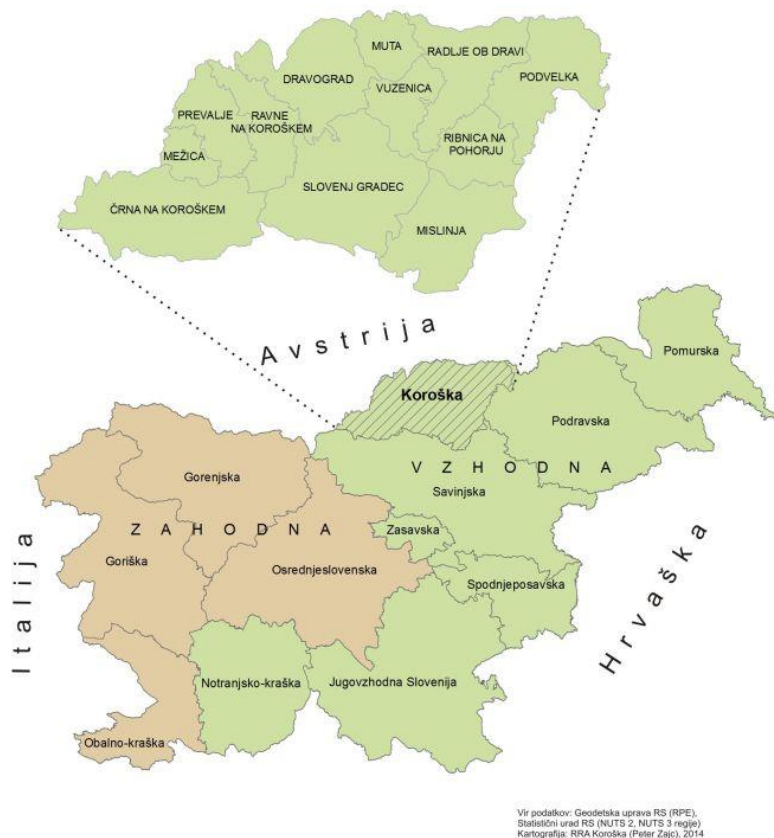 MUTA
RADLJE OB DRAVI
DRAVOGRAD
PODVELKA
VUZENICA
PREVALJE
RAVNE
NA KOROŠKEM
RIBNICA NA
POHORJU
MEŽICA
SLOVENJ GRADEC
ČRNA NA KOROŠKEM
MISLINJA
Avstrija
Pomurska
Koroška
Podravska
VZHODNA
Gorenjska
Savinjska
ZAHODNA
Zasavska
Italija
Goriška
Osrednjeslovenska
Spodnjeposavska
Hrvaška
Notranjsko-kraška
Jugovzhodna Slovenija
Obalno-kraška
Vir podatkov: Geodetska uprava RS (RPE),
Statistični urad RS (NUTS 2, NUTS 3 regije)
Kartografija: RRA Koroška (Peter Zajc), 2014